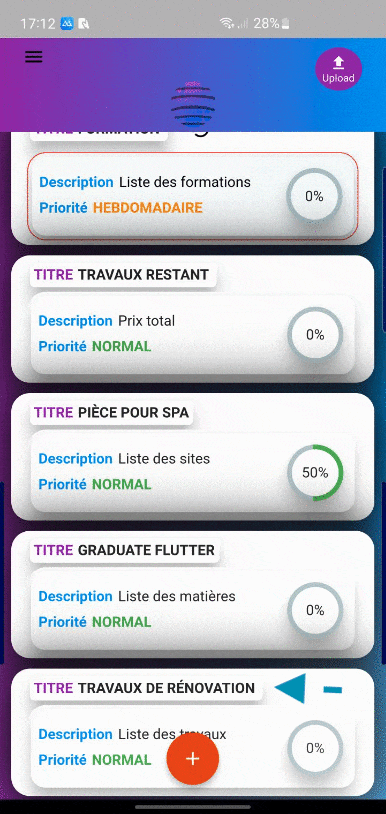 17:12
28%
Upload
TITRE FORMATION
Description Liste des formations
Priorité HEBDOMADAIRE
0%
TITRE TRAVAUX RESTANT
Description Prix total
Priorité NORMAL
0%
TITRE PIÈCE POUR SPA
Description Liste des sites
Priorité NORMAL
50%
TITRE GRADUATE FLUTTER
Description Liste des matières
Priorité NORMAL
0%
TITRE TRAVAUX DE RÉNOVATION
Description Liste des travaux
Priorité NORMAL
0%
+